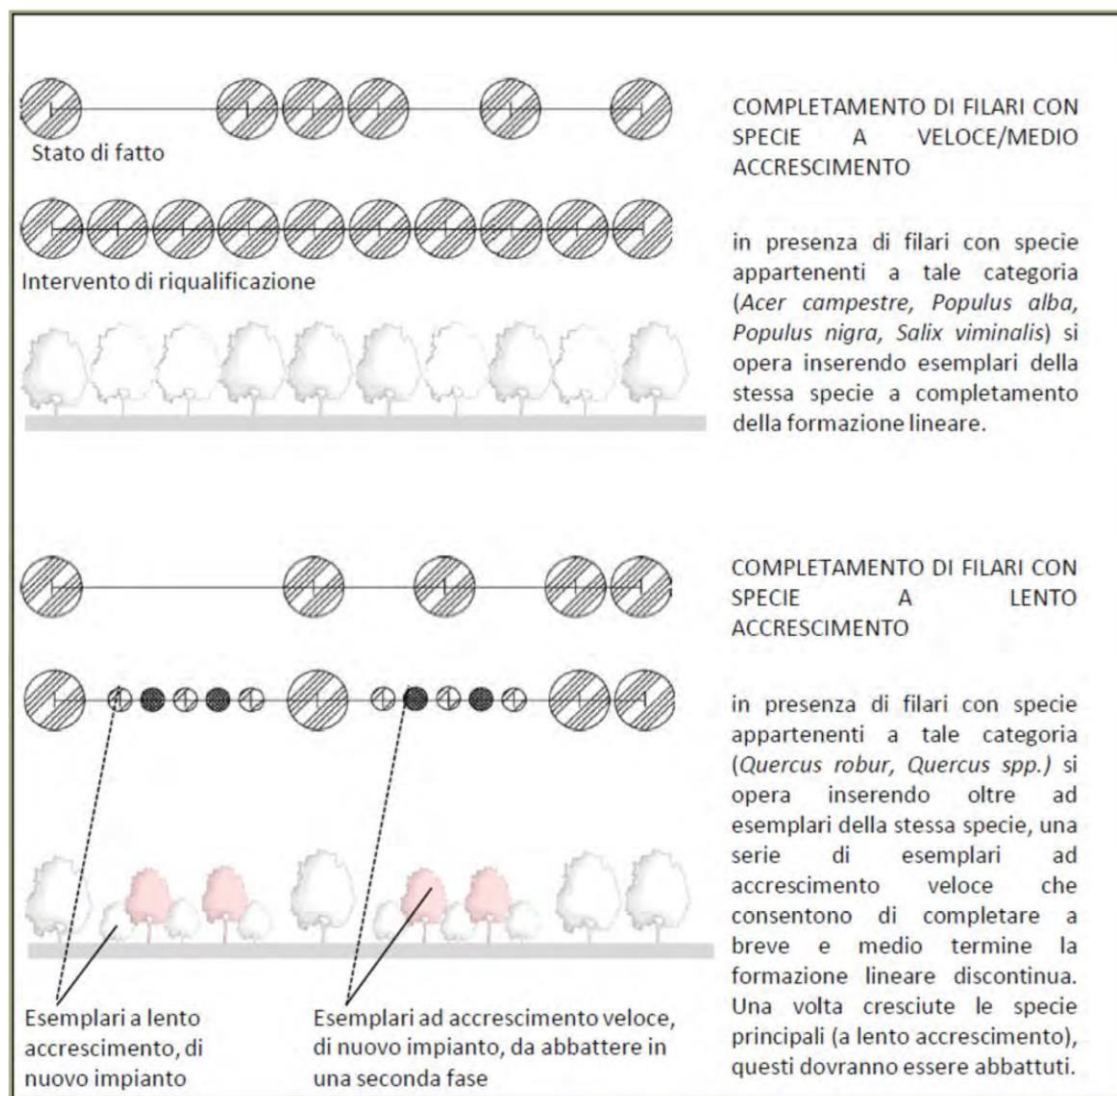 Stato di fatto
Intervento di riqualificazione
COMPLETAMENTO DI FILARI CON
SPECIE A VELOCE/MEDIO
ACCRESCIMENTO
in presenza di filari con specie
appartenenti a tale categoria
(Acer campestre, Populus alba,
Populus nigra, Salix viminalis) si
opera inserendo esemplari della
stessa specie a completamento
della formazione lineare.
COMPLETAMENTO DI FILARI CON
SPECIE A LENTO
ACCRESCIMENTO
in presenza di filari con specie
appartenenti a tale categoria
(Quercus robur, Quercus spp.) si
opera inserendo oltre ad
esemplari della stessa specie, una
serie di esemplari ad
accrescimento veloce che
consentono di completare a
breve e medio termine la
formazione lineare discontinua.
Una volta cresciute le specie
principali (a lento accrescimento),
questi dovranno essere abbattuti.
Esemplari a lento
accrescimento, di
nuovo impianto
Esemplari ad accrescimento veloce,
di nuovo impianto, da abbattere in
una seconda fase